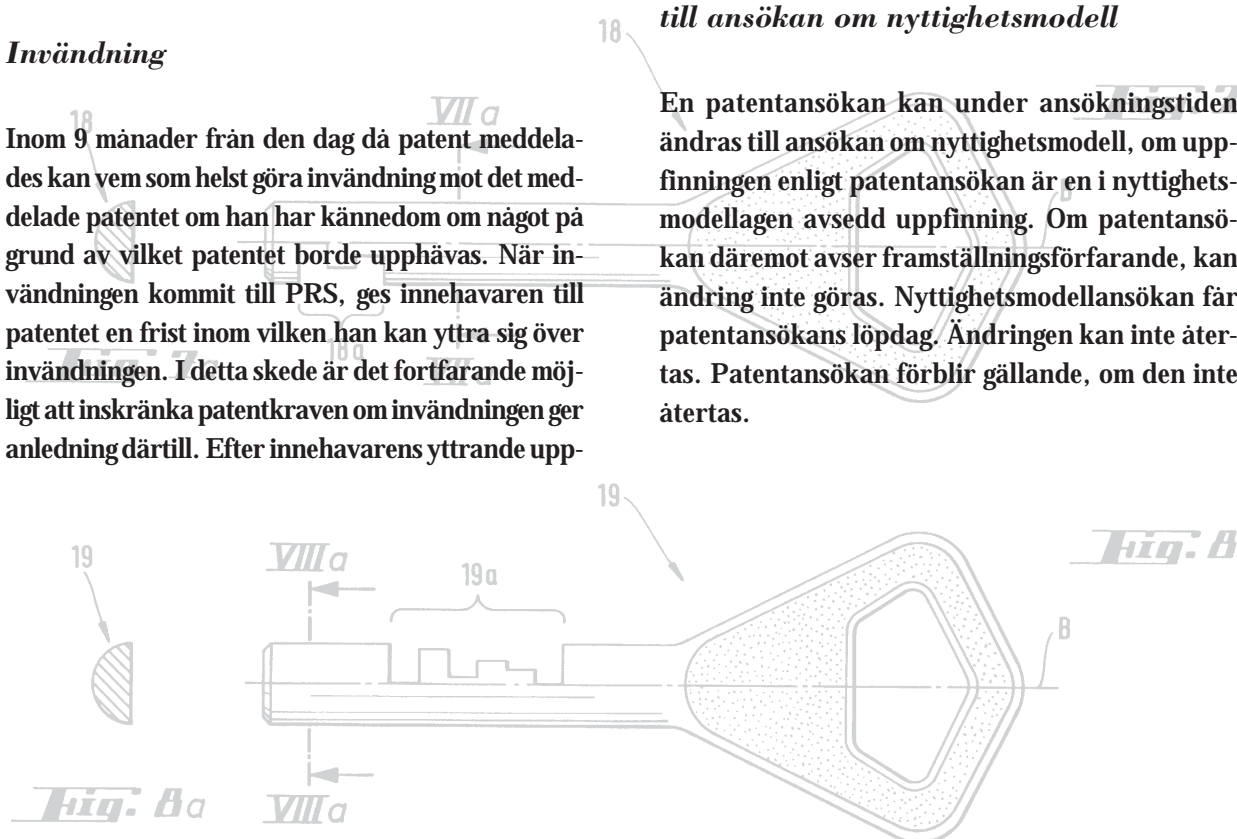 Invändning
Inom 9 månader från den dag då patent meddela-
des kan vem som helst göra invändning mot det med-
delade patentet om han har kännedom om något på
grund av vilket patentet borde upphävas. När in-
vändningen kommit till PRS, ges innehavaren till
patentet en frist inom vilken han kan yttra sig över
invändningen. I detta skede är det fortfarande möj-
ligt att inskränka patentkraven om invändningen ger
anledning därtill. Efter innehavarens yttrande upp-
till ansökan om nyttighetsmodell
En patentansökan kan under ansökningstiden
ändras till ansökan om nyttighetsmodell, om upp-
finningen enligt patentansökan är en i nyttighets-
modellagen avsedd uppfinning. Om patentansö-
kan däremot avser framställningsförfarande, kan
ändring inte göras. Nyttighetsmodellansökan får
patentansökans löpdag. Ändringen kan inte åter-
tas. Patentansökan förblir gällande, om den inte
återtas.
18
18
VII a
18a
VII a
B
19
19
VIII a
19a
Fig. 8
B
Fig. 8a
VIII a